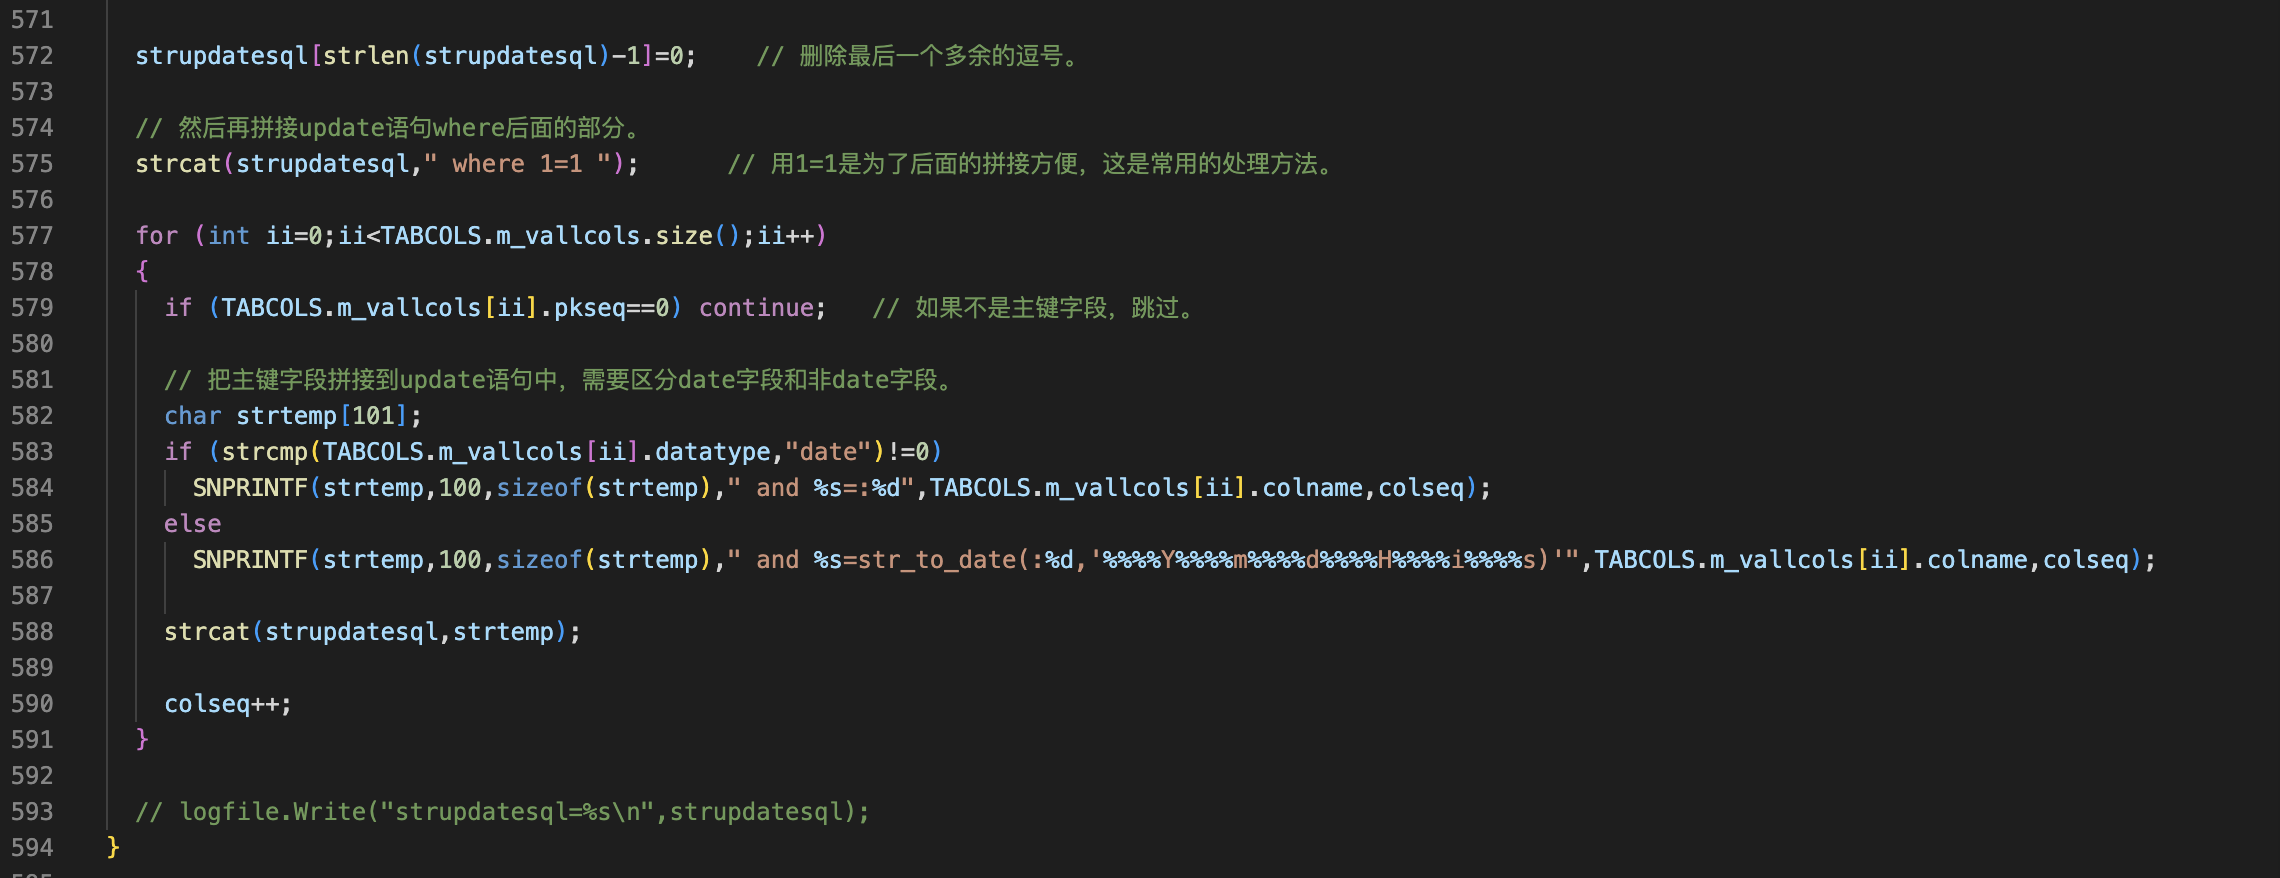 571
572 strupdatesql[strlen(strupdatesql)-1]=0; // 删除最后一个多余的逗号。
573
574 // 然后再拼接update语句where后面的部分。
575 strcat(strupdatesql," where 1=1 "); // 用1=1是为了后面的拼接方便，这是常用的处理方法。
576
577 for (int ii=0;ii<TABCOLS.m_vallcols.size();ii++)
578 {
579 if (TABCOLS.m_vallcols[ii].pkseq==0) continue; // 如果不是主键字段，跳过。
580
581 // 把主键字段拼接到update语句中，需要区分date字段和非date字段。
582 char strtemp[101];
583 if (strcmp(TABCOLS.m_vallcols[ii].datatype,"date")!=0)
584 SNPRINTF(strtemp,100,sizeof(strtemp)," and %s=:%d",TABCOLS.m_vallcols[ii].colname,colseq);
585 else
586 SNPRINTF(strtemp,100,sizeof(strtemp)," and %s=str_to_date(:%d,'%%%%Y%%%%m%%%%d%%%%H%%%%i%%%%s)'",TABCOLS.m_vallcols[ii].colname,colseq);
587
588 strcat(strupdatesql,strtemp);
589
590 colseq++;
591 }
592
593 // logfile.Write("strupdatesql=%s\n",strupdatesql);
594 }